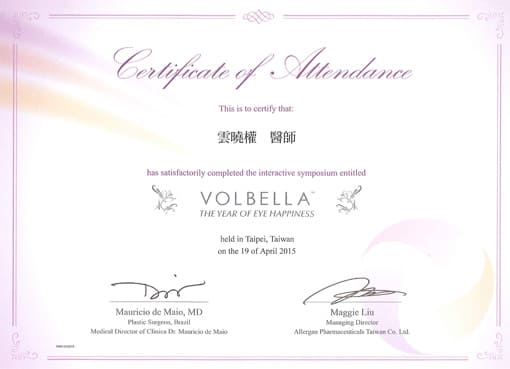 Certificate of Attendance
This is to certify that:
雲曉權 醫師
has satisfactorily completed the interactive symposium entitled
VOLBELLA™
THE YEAR OF EYE HAPPINESS
held in Taipei, Taiwan
on the 19 of April 2015
Mauricio de Maio, MD
Plastic Surgeon, Brazil
Medical Director of Clínica Dr. Mauricio de Maio
Maggie Liu
Managing Director
Allergan Pharmaceuticals Taiwan Co. Ltd.